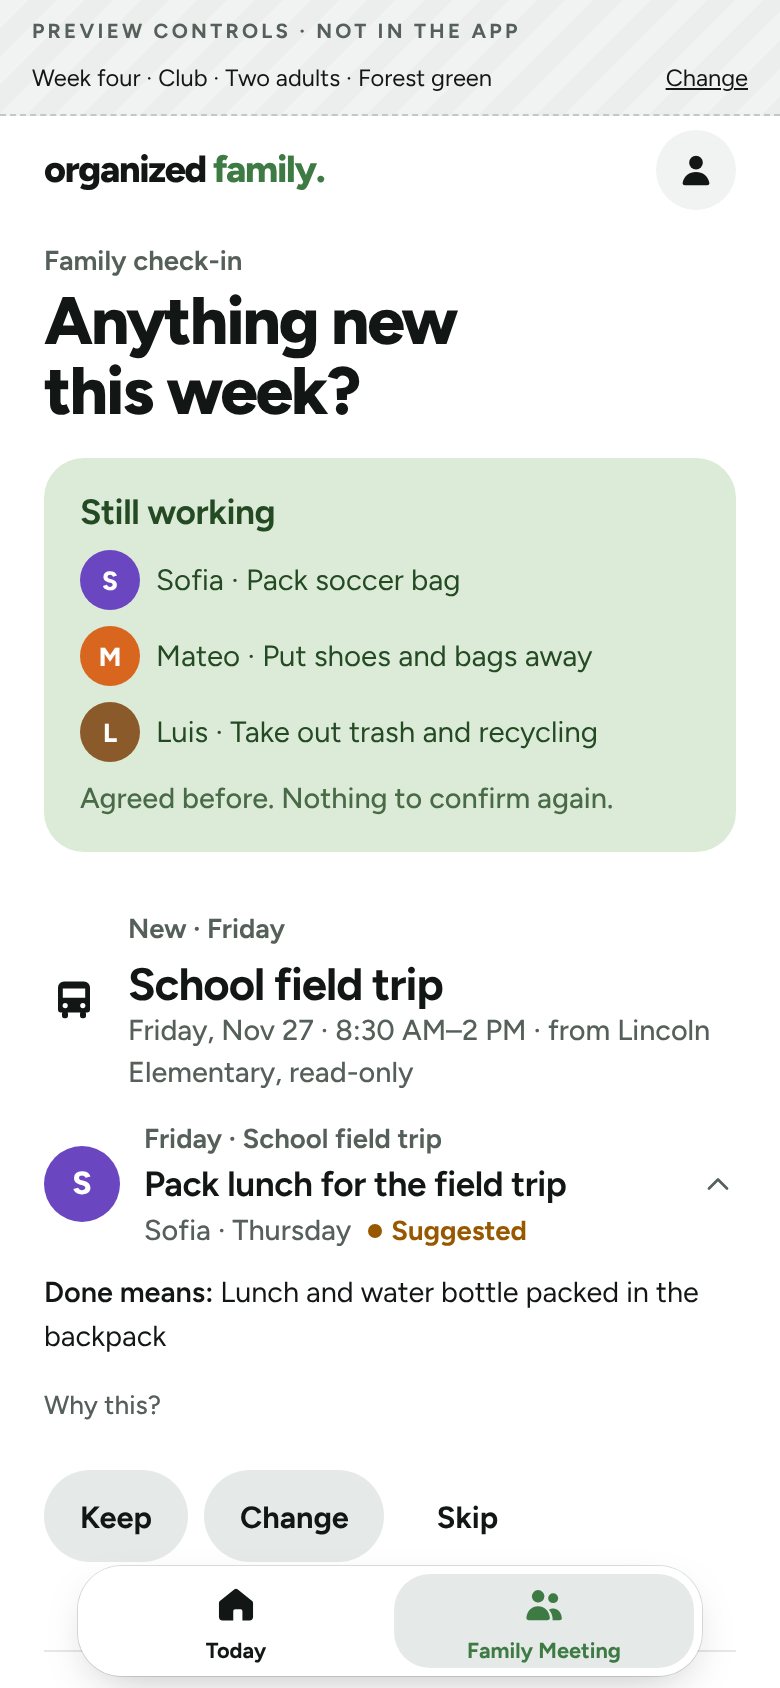 PREVIEW CONTROLS · NOT IN THE APP
Week four · Club · Two adults · Forest green
Change
organized family.
Family check-in
Anything new
this week?
Still working
S
Sofia · Pack soccer bag
M
Mateo · Put shoes and bags away
L
Luis · Take out trash and recycling
Agreed before. Nothing to confirm again.
New · Friday
School field trip
Friday, Nov 27 · 8:30 AM–2 PM · from Lincoln
Elementary, read-only
Friday · School field trip
S
Pack lunch for the field trip
Sofia · Thursday
Suggested
Done means: Lunch and water bottle packed in the
backpack
Why this?
Keep
Change
Skip
Today
Family Meeting